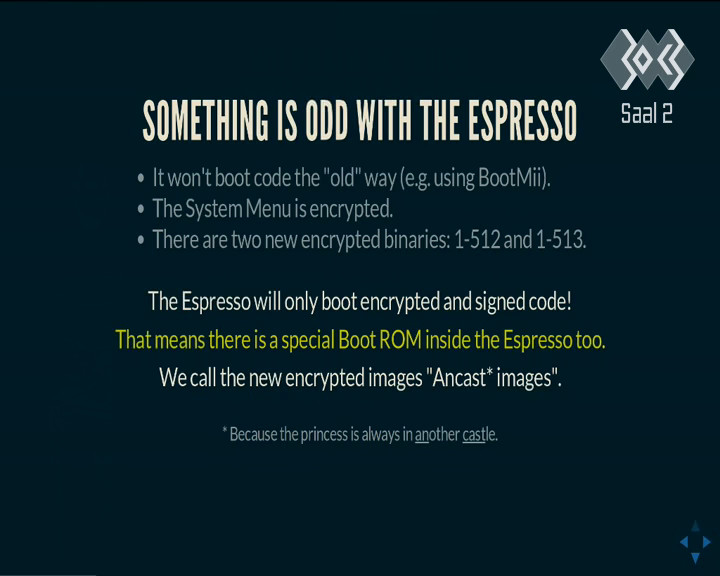 Saal 2
SOMETHING IS ODD WITH THE ESPRESSO
• It won't boot code the "old" way (e.g. using BootMii).
• The System Menu is encrypted.
• There are two new encrypted binaries: 1-512 and 1-513.
The Espresso will only boot encrypted and signed code!
That means there is a special Boot ROM inside the Espresso too.
We call the new encrypted images "Ancast* images".
* Because the princess is always in another castle.